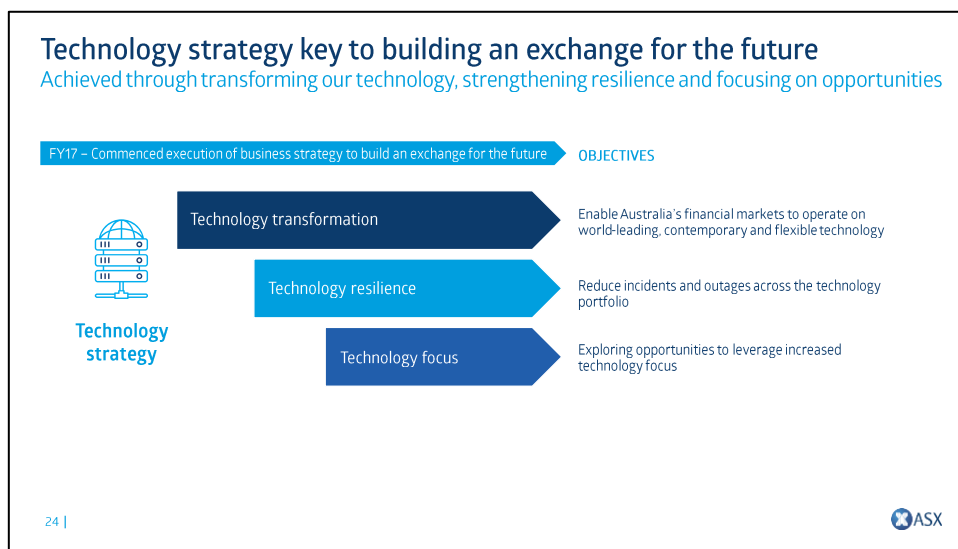 Technology strategy key to building an exchange for the future
Achieved through transforming our technology, strengthening resilience and focusing on opportunities
FY17 – Commenced execution of business strategy to build an exchange for the future
OBJECTIVES
Technology transformation
Enable Australia's financial markets to operate on
world-leading, contemporary and flexible technology
Technology resilience
Reduce incidents and outages across the technology
portfolio
Technology
strategy
Technology focus
Exploring opportunities to leverage increased
technology focus
24 |
ASX